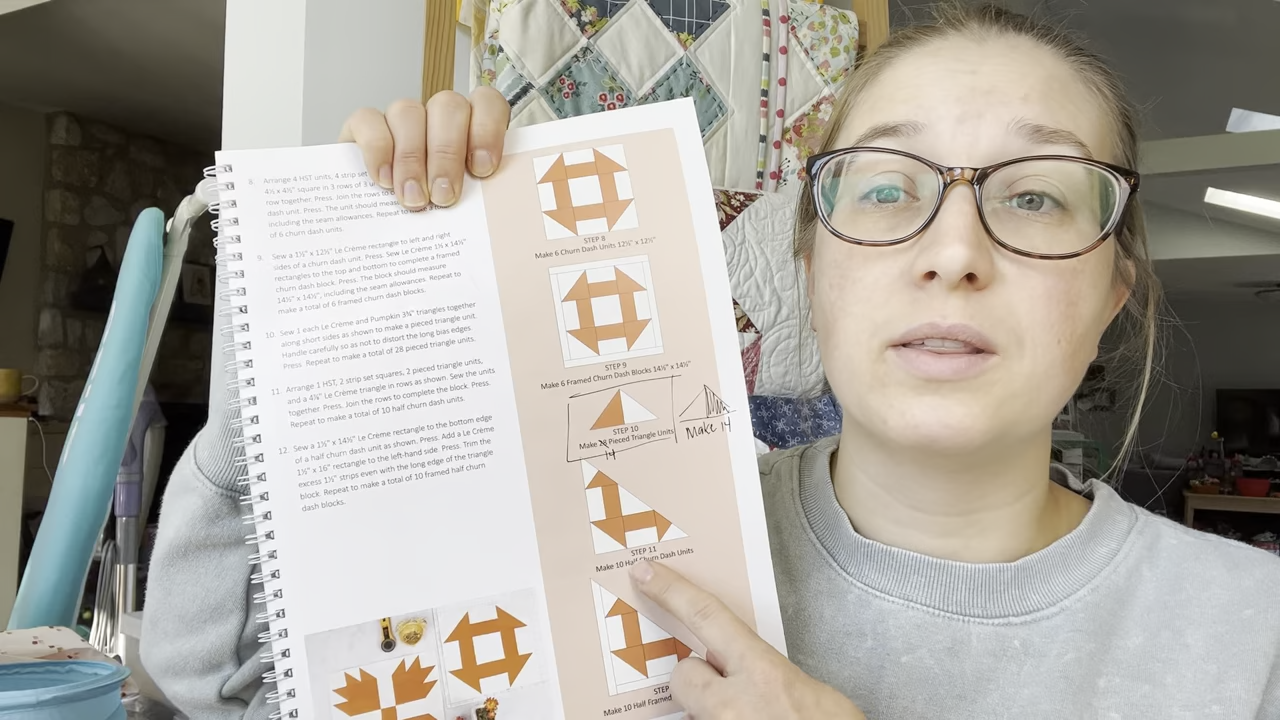 8. Arrange 4 HST units, 4 strip set
4½ x 4½" square in 3 rows of 3 u
row together. Press. Join the rows to
dash unit. Press. The unit should meas
including the seam allowances. Repeat to
of 6 churn dash units.
9. Sew a 1½" x 12½" Le Crème rectangle to left and right
sides of a churn dash unit. Press. Sew Le Crème 1½ x 14½"
rectangles to the top and bottom to complete a framed
churn dash block. Press. The block should measure
14½" x 14½", including the seam allowances. Repeat to
make a total of 6 framed churn dash blocks.
10. Sew 1 each Le Crème and Pumpkin 3¾" triangles together
along short sides as shown to make a pieced triangle unit.
Handle carefully so as not to distort the long bias edges.
Press. Repeat to make a total of 28 pieced triangle units.
11. Arrange 1 HST, 2 strip set squares, 2 pieced triangle units,
and a 4⅞" Le Crème triangle in rows as shown. Sew the units
together. Press. Join the rows to complete the block. Press.
Repeat to make a total of 10 half churn dash units.
12. Sew a 1½" x 14½" Le Crème rectangle to the bottom edge
of a half churn dash unit as shown. Press. Add a Le Crème
1½" x 16" rectangle to the left-hand side. Press. Trim the
excess 1½" strips even with the long edge of the triangle
block. Repeat to make a total of 10 framed half churn
dash blocks.
STEP 8
Make 6 Churn Dash Units 12½" x 12½"
STEP 9
Make 6 Framed Churn Dash Blocks 14½" x 14½"
STEP 10
Make 28 Pieced Triangle Units
14
Make 14
STEP 11
Make 10 Half Churn Dash Units
STEP
Make 10 Half Framed